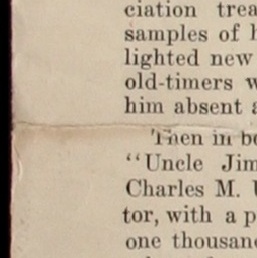 ciation trea
samples of h
lighted new
old-timers w
him absent a
Then in be
“Uncle Jim
Charles M. U
tor, with a p
one thousan